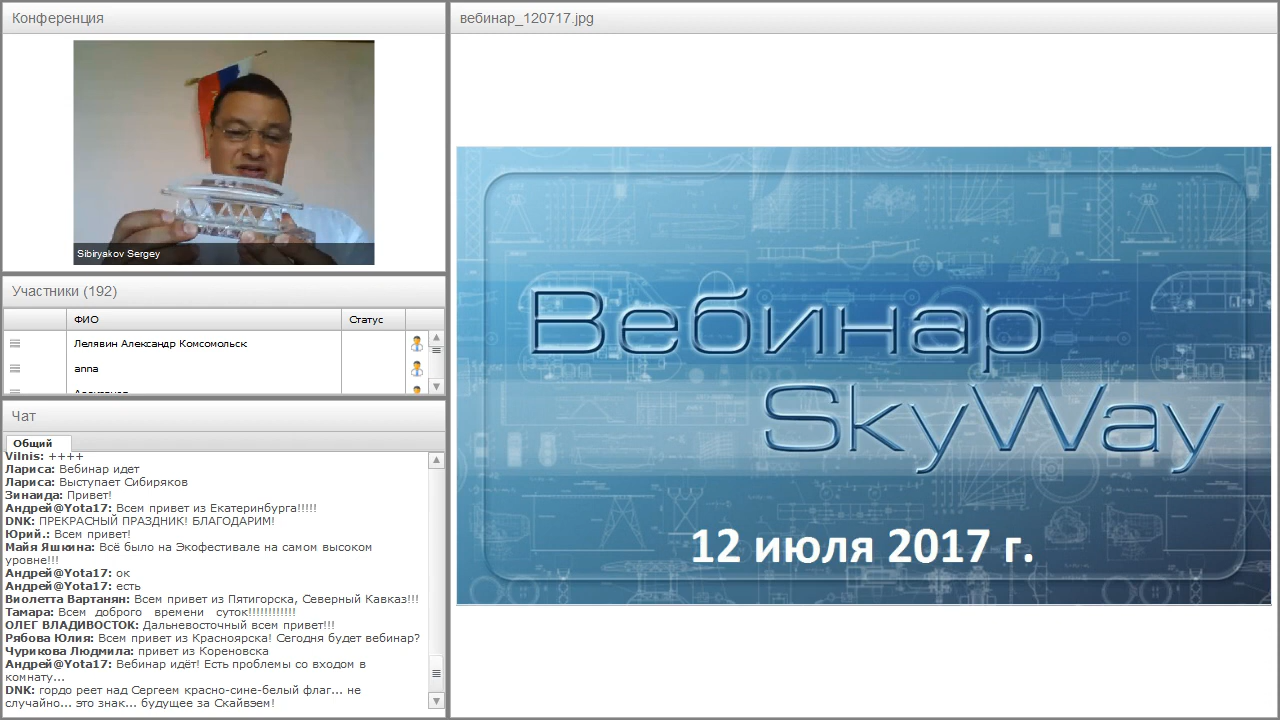 Конференция
Sibiryakov Sergey
Участники (192)
ФИО
Статус
Лелявин Александр Комсомольск
anna
Чат
Общий
Vilnis: ++++
Лариса: Вебинар идет
Лариса: Выступает Сибиряков
Зинаида: Привет!
Андрей@Yota17: Всем привет из Екатеринбурга!!!!!
DNK: ПРЕКРАСНЫЙ ПРАЗДНИК! БЛАГОДАРИМ!
Юрий.: Всем привет!
Майя Яшкина: Всё было на Экофестивале на самом высоком
уровне!!!
Андрей@Yota17: ок
Андрей@Yota17: есть
Виолетта Вартанян: Всем привет из Пятигорска, Северный Кавказ!!!
Тамара: Всем доброго времени суток!!!!!!!!!!!!
ОЛЕГ ВЛАДИВОСТОК: Дальневосточный всем привет!!!
Рябова Юлия: Всем привет из Красноярска! Сегодня будет вебинар?
Чурикова Людмила: привет из Кореновска
Андрей@Yota17: Вебинар идёт! Есть проблемы со входом в
комнату...
DNK: гордо реет над Сергеем красно-сине-белый флаг... не
случайно... это знак... будущее за Скайвэем!
вебинар_120717.jpg
Вебинар
SkyWay
12 июля 2017 г.